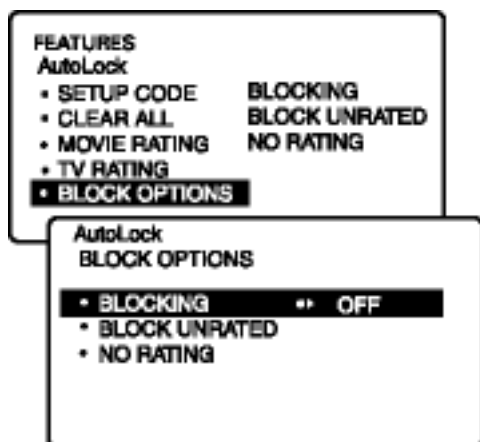 FEATURES
AutoLock
• SETUP CODE BLOCKING
• CLEAR ALL BLOCK UNRATED
• MOVIE RATING NO RATING
• TV RATING
• BLOCK OPTIONS
AutoLock
BLOCK OPTIONS
• BLOCKING ◂▸ OFF
• BLOCK UNRATED
• NO RATING